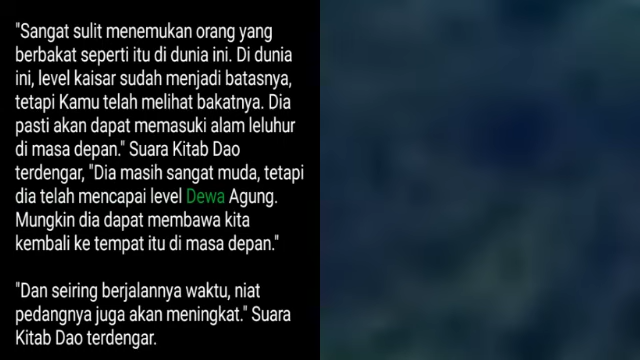 "Sangat sulit menemukan orang yang
berbakat seperti itu di dunia ini. Di dunia
ini, level kaisar sudah menjadi batasnya,
tetapi Kamu telah melihat bakatnya. Dia
pasti akan dapat memasuki alam leluhur
di masa depan." Suara Kitab Dao
terdengar, "Dia masih sangat muda, tetapi
dia telah mencapai level Dewa Agung.
Mungkin dia dapat membawa kita
kembali ke tempat itu di masa depan."
"Dan seiring berjalannya waktu, niat
pedangnya juga akan meningkat." Suara
Kitab Dao terdengar.